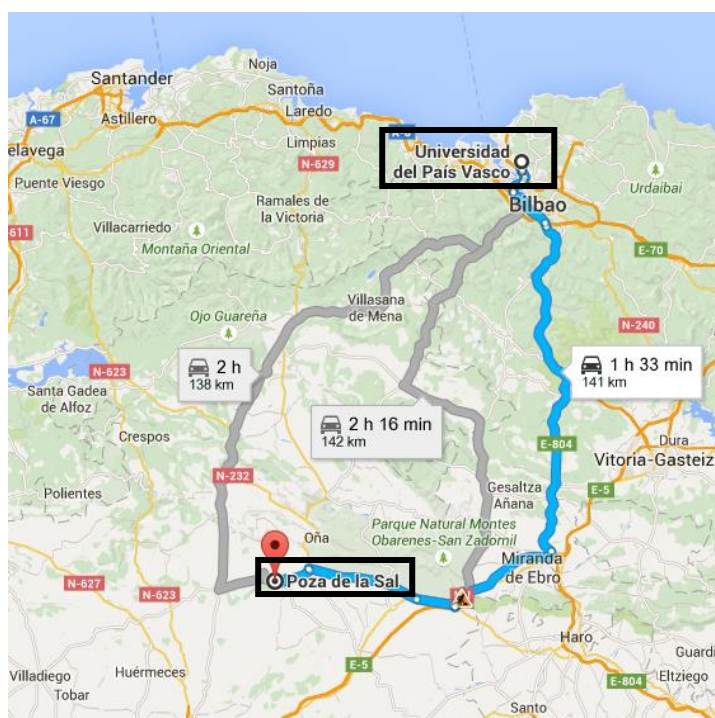 Noja
Santander
Santoña
A-67
Astillero
Laredo
A-8
elavega
Limpias
Universidad
del País Vasco
N-629
Puente Viesgo
Urdaibai
Ramales de
la Victoria
Bilbao
611
Villacarriedo
Montaña Oriental
E-70
Villasana
de Mena
Ojo Guareña
N-240
2 h
138 km
1 h 33 min
141 km
N-623
Santa Gadea
de Alfoz
2 h 16 min
142 km
Crespos
E-804
Dura
Vitoria-Gasteiz
N-232
Gesaltza
Añana
E-5
Polientes
Oña
Parque Natural Montes
Obarenes-San Zadornil
Miranda
de Ebro
N-627
N-623
Poza de la Sal
Haro
E-5
Guardi
Villadiego
Huérmeces
E-804
Eltziego
Tobar
Santo